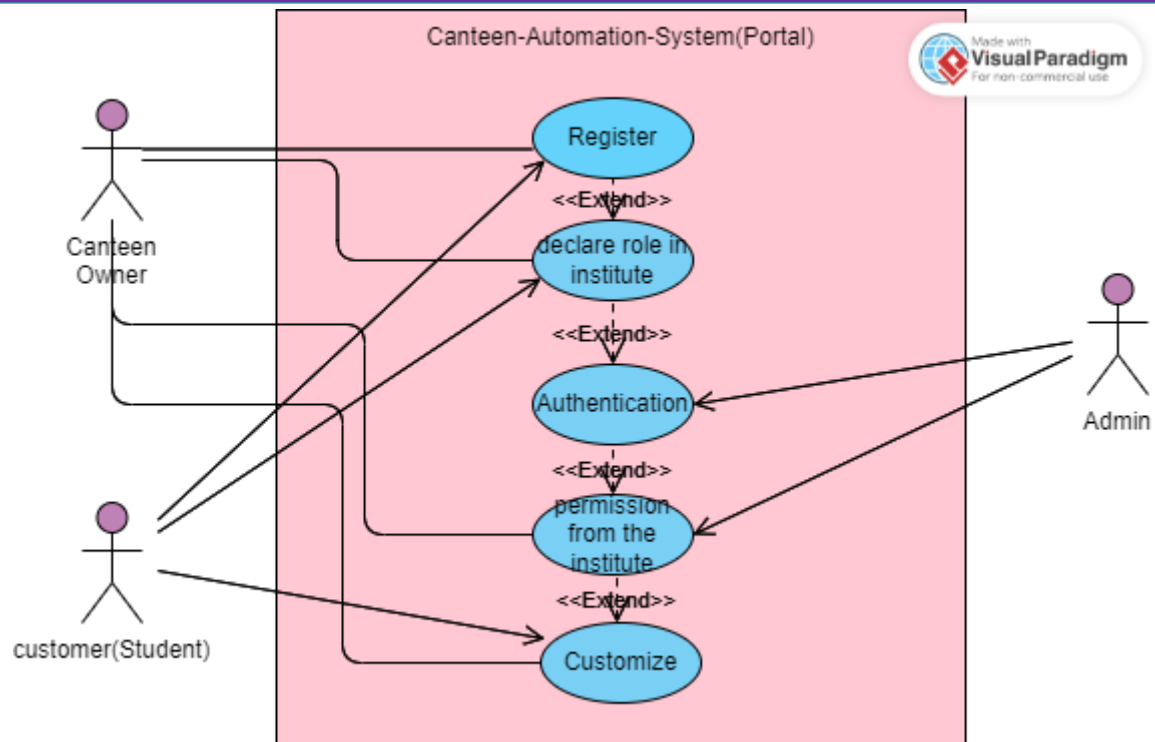 Canteen-Automation-System(Portal)
Made with
Visual Paradigm
For non-commercial use
Register
<<Extend>>
Canteen
Owner
declare role in
institute
<<Extend>>
Authentication
Admin
<<Extend>>
permission
from the
institute
<<Extend>>
customer(Student)
Customize